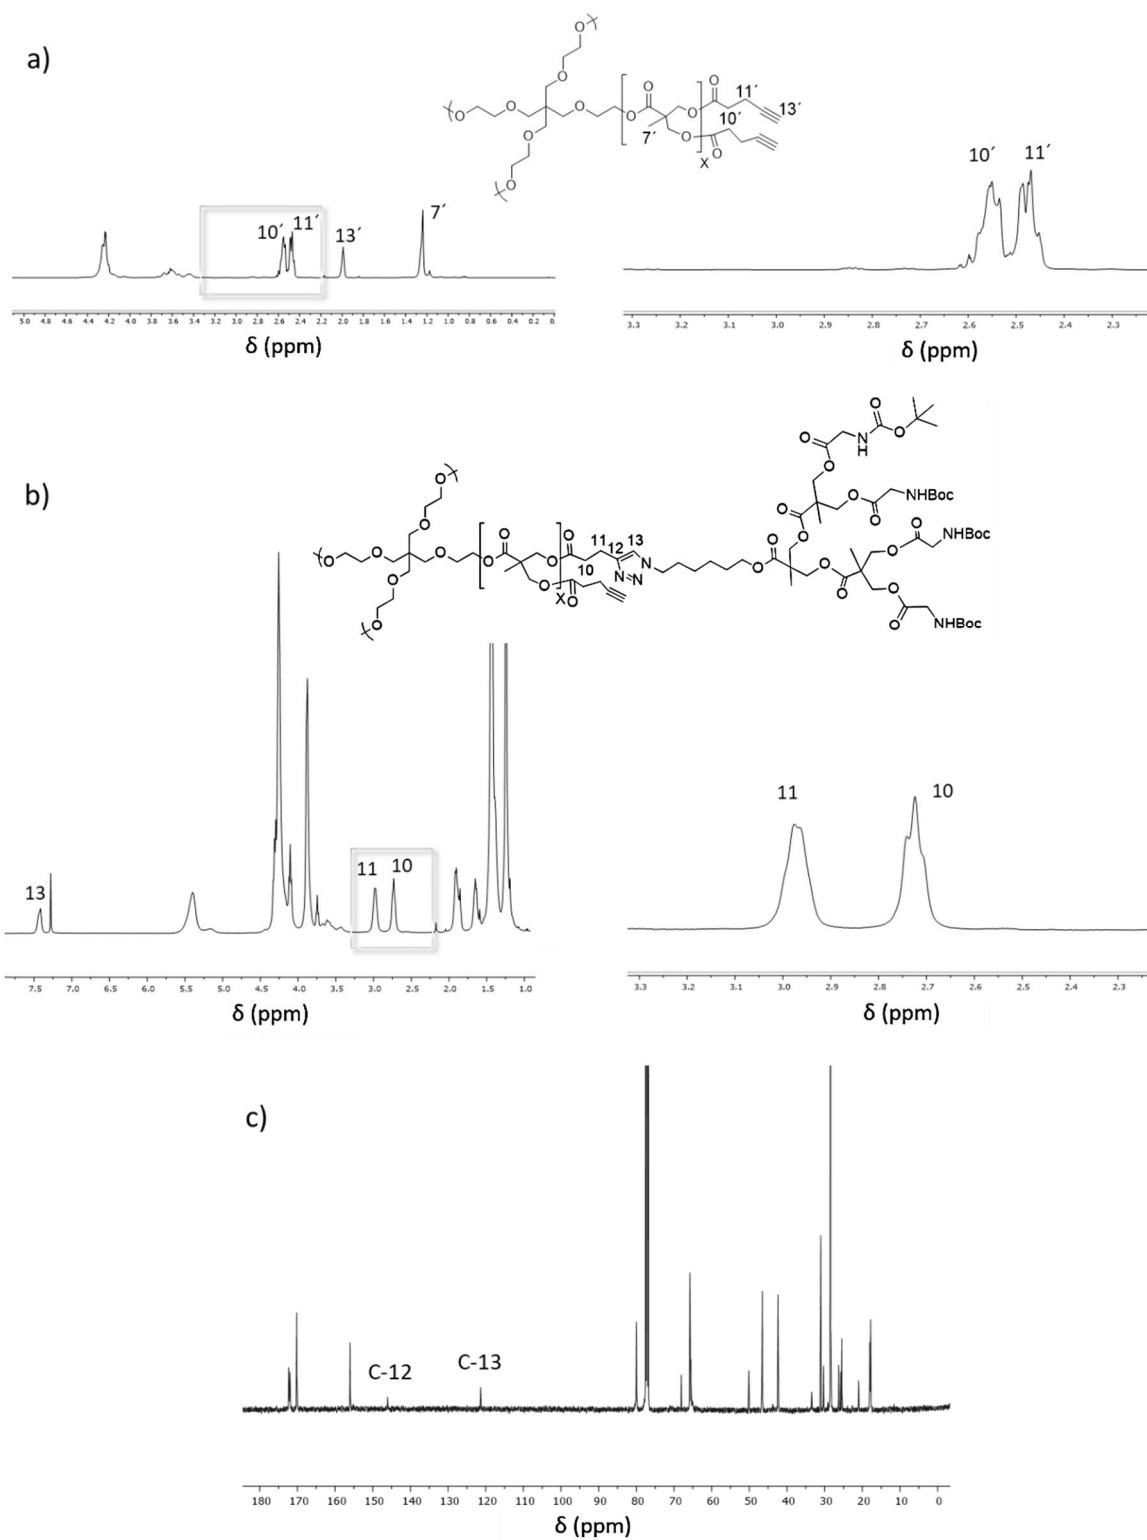 a)
O O O O O O O O O O O O
7´ 10´ 11´ 13´ X
10´ 11´ 13´ 7´
5.0 4.8 4.6 4.4 4.2 4.0 3.8 3.6 3.4 3.2 3.0 2.8 2.6 2.4 2.2 2.0 1.8 1.6 1.4 1.2 1.0 0.8 0.6 0.4 0.2 0.
δ (ppm)
10´ 11´
3.3 3.2 3.1 3.0 2.9 2.8 2.7 2.6 2.5 2.4 2.3
δ (ppm)
b)
11 12 13 10 X
N N=N
O O N H O
NHBoc
NHBoc
NHBoc
13 11 10
7.5 7.0 6.5 6.0 5.5 5.0 4.5 4.0 3.5 3.0 2.5 2.0 1.5 1.0
δ (ppm)
11 10
3.3 3.2 3.1 3.0 2.9 2.8 2.7 2.6 2.5 2.4 2.3
δ (ppm)
c)
C-12 C-13
180 170 160 150 140 130 120 110 100 90 80 70 60 50 40 30 20 10 0
δ (ppm)